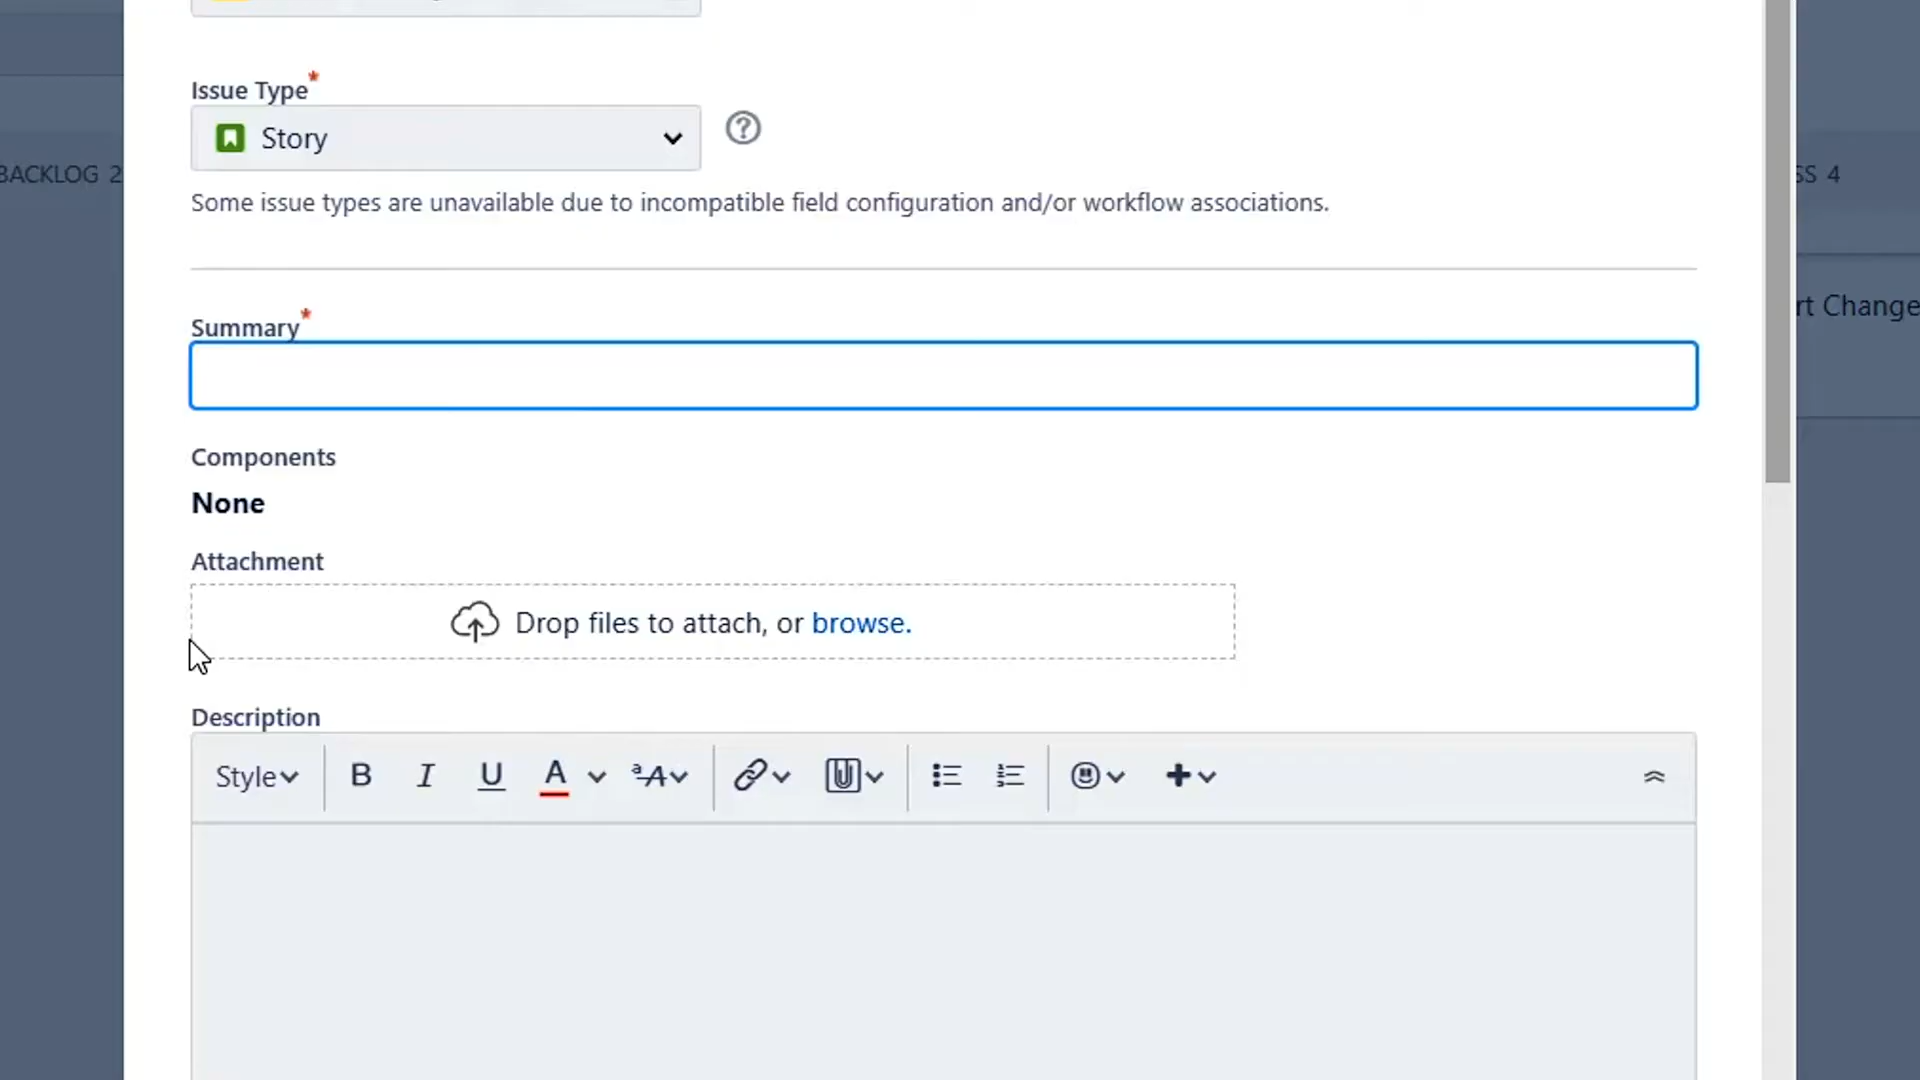 Issue Type*
Story
BACKLOG 2
SS 4
Some issue types are unavailable due to incompatible field configuration and/or workflow associations.
rt Change
Summary*
Components
None
Attachment
Drop files to attach, or browse.
Description
Style
B I U A ªA